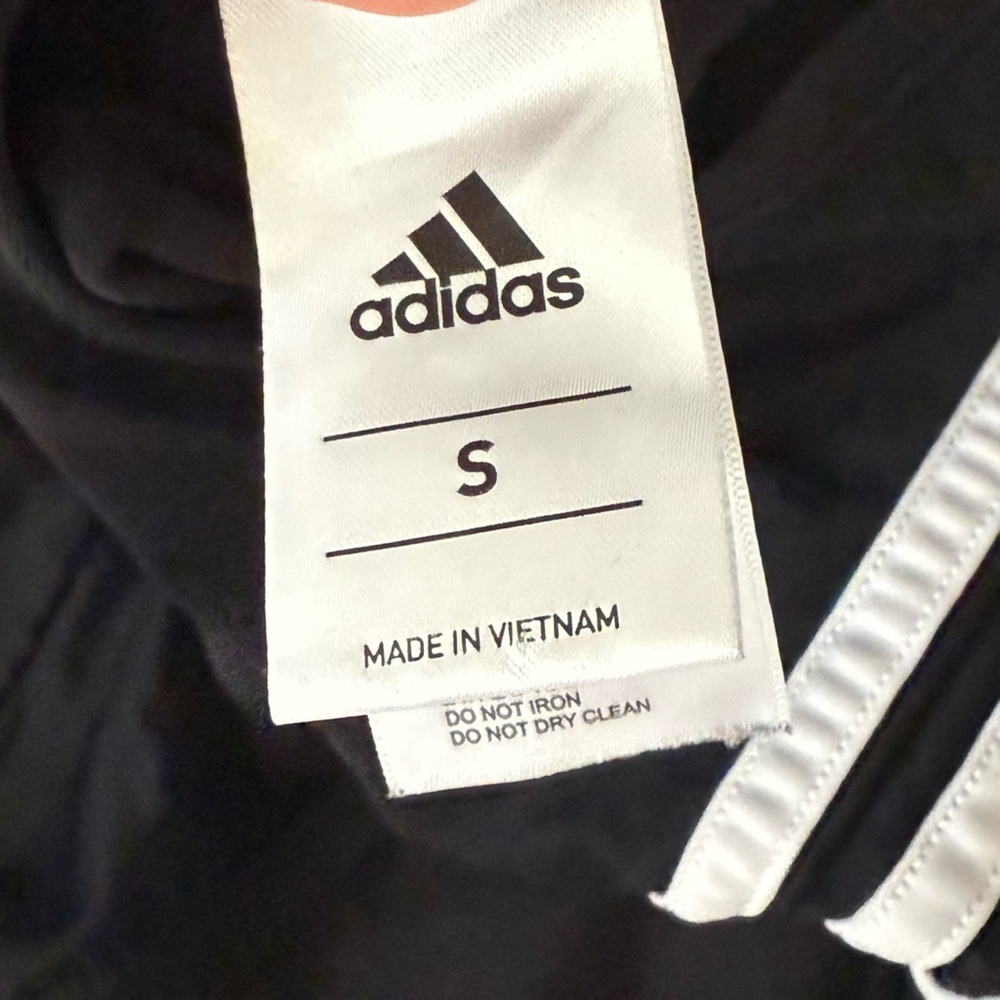 adidas
S
MADE IN VIETNAM
DO NOT IRON
DO NOT DRY CLEAN